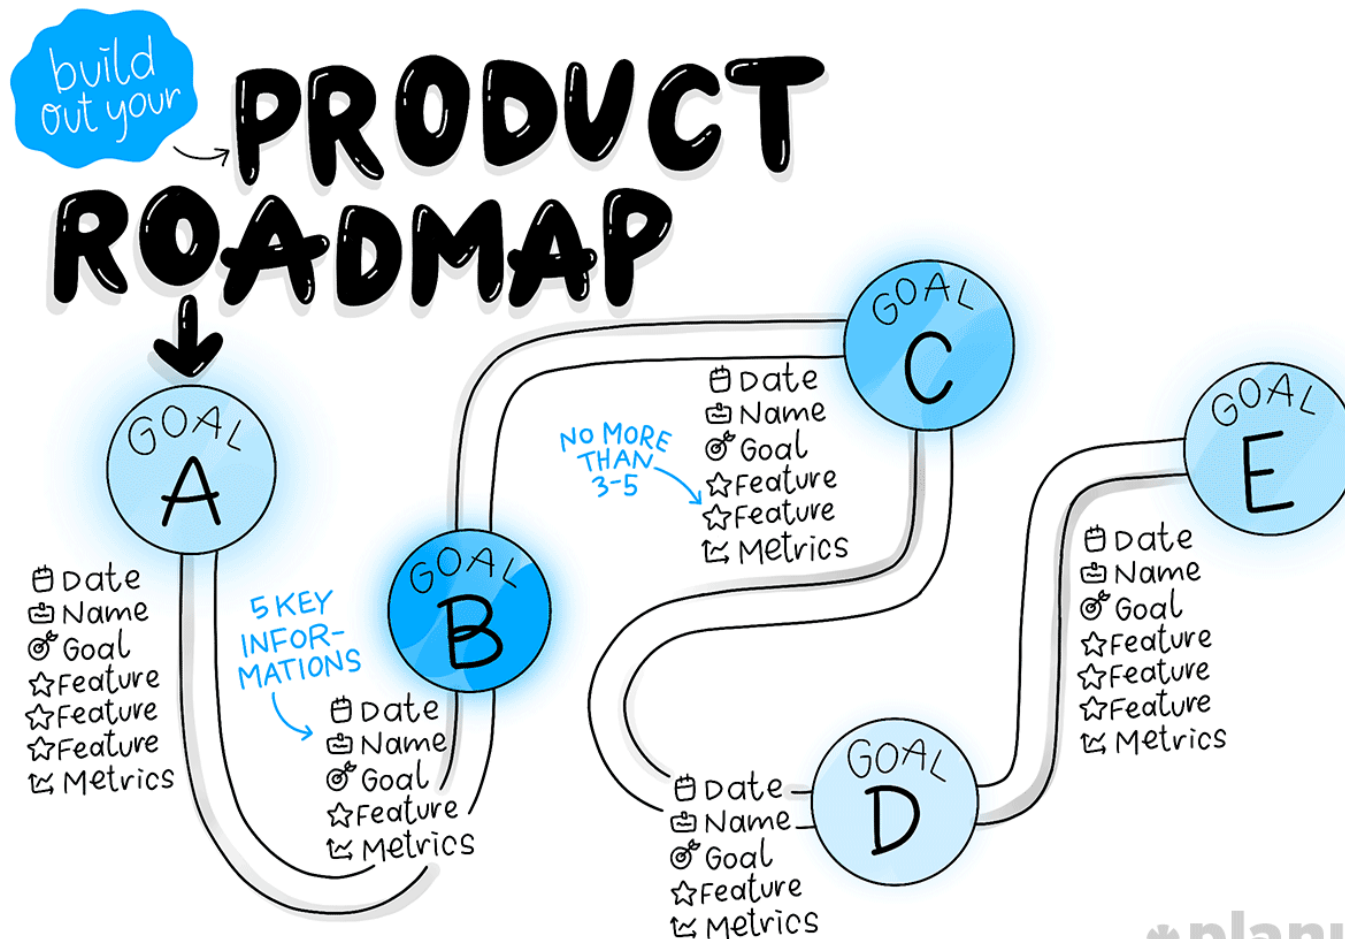 build
out your
PRODUCT
ROADMAP
GOAL
A
Date
Name
Goal
Feature
Feature
Feature
Metrics
5 KEY
INFOR-
MATIONS
GOAL
B
Date
Name
Goal
Feature
Metrics
NO MORE
THAN
3-5
GOAL
C
Date
Name
Goal
Feature
Feature
Metrics
GOAL
D
Date
Name
Goal
Feature
Metrics
GOAL
E
Date
Name
Goal
Feature
Feature
Feature
Metrics